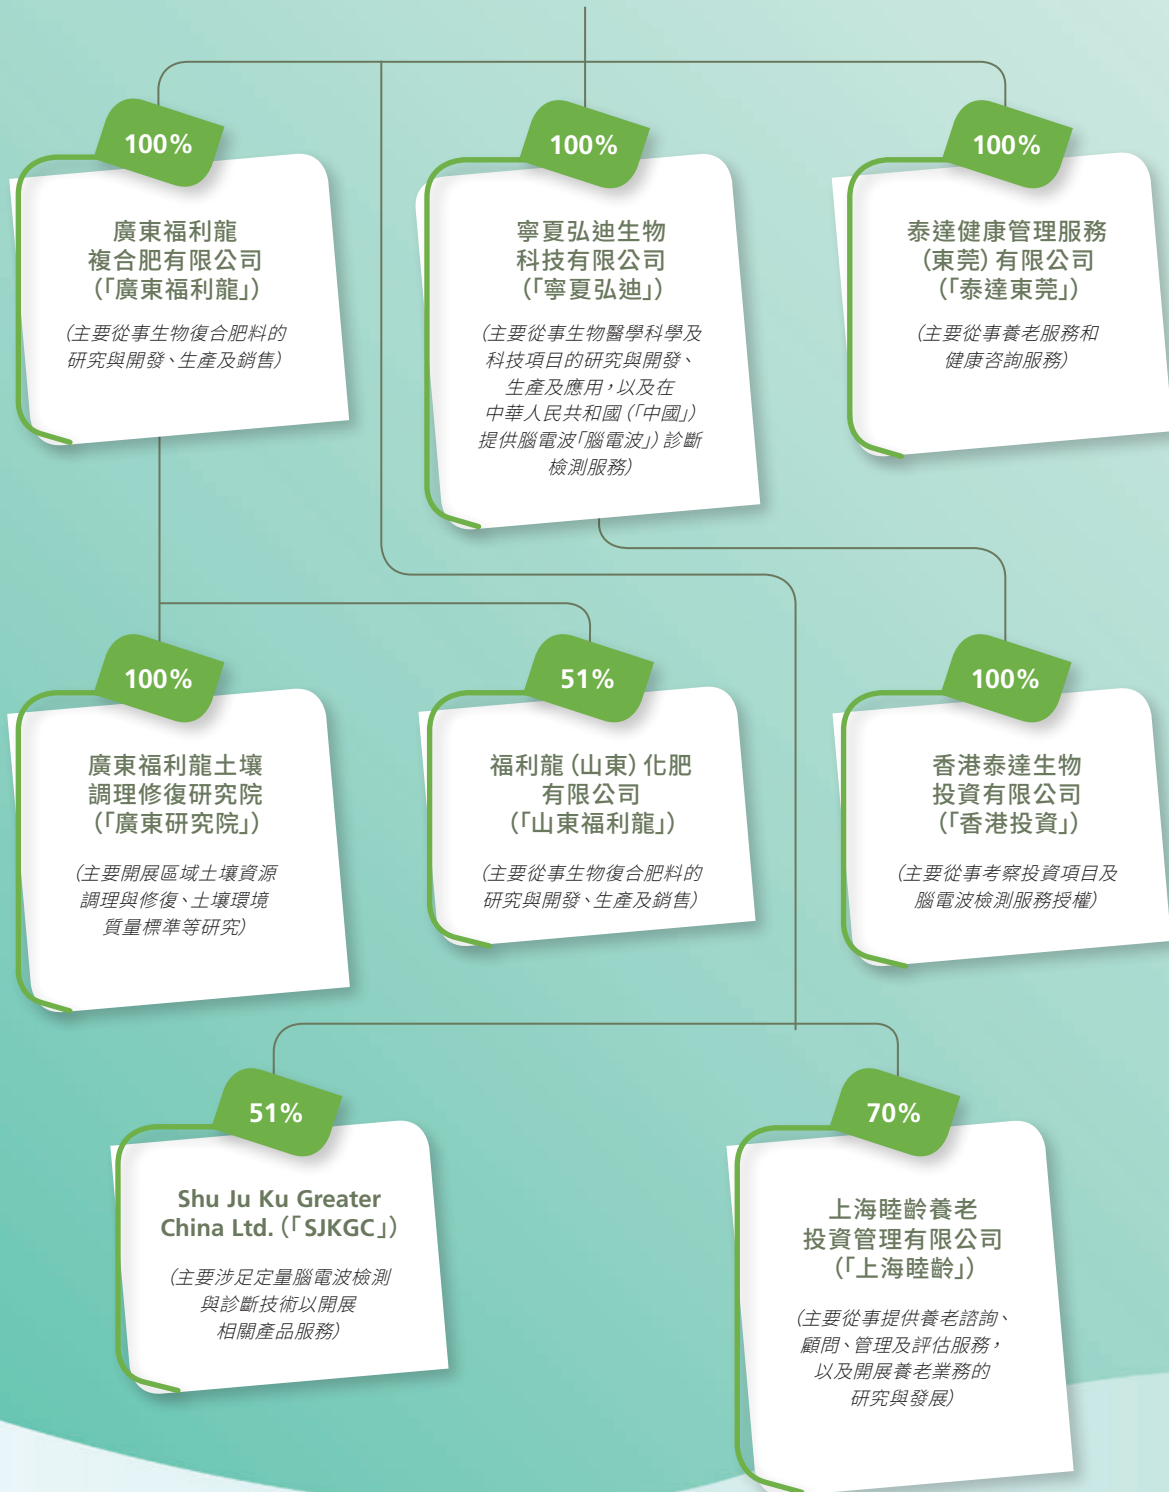 100%
廣東福利龍
複合肥有限公司
（「廣東福利龍」）
（主要從事生物復合肥料的
研究與開發、生產及銷售）
100%
寧夏弘迪生物
科技有限公司
（「寧夏弘迪」）
（主要從事生物醫學科學及
科技項目的研究與開發、
生產及應用，以及在
中華人民共和國（「中國」）
提供腦電波「腦電波」）診斷
檢測服務）
100%
泰達健康管理服務
（東莞）有限公司
（「泰達東莞」）
（主要從事養老服務和
健康咨詢服務）
100%
廣東福利龍土壤
調理修復研究院
（「廣東研究院」）
（主要開展區域土壤資源
調理與修復、土壤環境
質量標準等研究）
51%
福利龍（山東）化肥
有限公司
（「山東福利龍」）
（主要從事生物復合肥料的
研究與開發、生產及銷售）
100%
香港泰達生物
投資有限公司
（「香港投資」）
（主要從事考察投資項目及
腦電波檢測服務授權）
51%
Shu Ju Ku Greater
China Ltd.（「SJKGC」）
（主要涉足定量腦電波檢測
與診斷技術以開展
相關產品服務）
70%
上海睦齡養老
投資管理有限公司
（「上海睦齡」）
（主要從事提供養老諮詢、
顧問、管理及評估服務，
以及開展養老業務的
研究與發展）